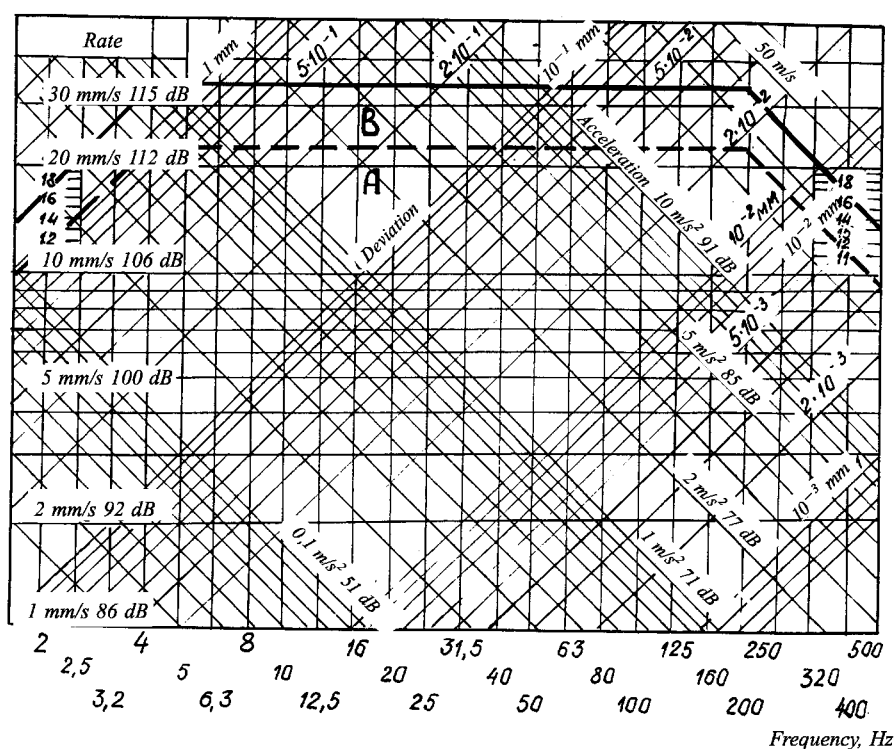 Rate
1 mm
5·10⁻¹
2·10⁻¹
10⁻¹ mm
5·10⁻²
50 m/s
30 mm/s 115 dB
B
2·10⁻²
20 mm/s 112 dB
A
Acceleration 10 m/s² 91 dB
18
16
14
12
18
16
14
12
11
Deviation
10⁻² мм
10⁻² mm
10 mm/s 106 dB
5·10⁻³
5 mm/s 100 dB
5 m/s² 85 dB
2·10⁻³
2 mm/s 92 dB
2 m/s² 77 dB
10⁻³ mm
0,1 m/s² 51 dB
1 m/s² 71 dB
1 mm/s 86 dB
2 4 8 16 31,5 63 125 250 500
2,5 5 10 20 40 80 160 320
3,2 6,3 12,5 25 50 100 200 400
Frequency, Hz